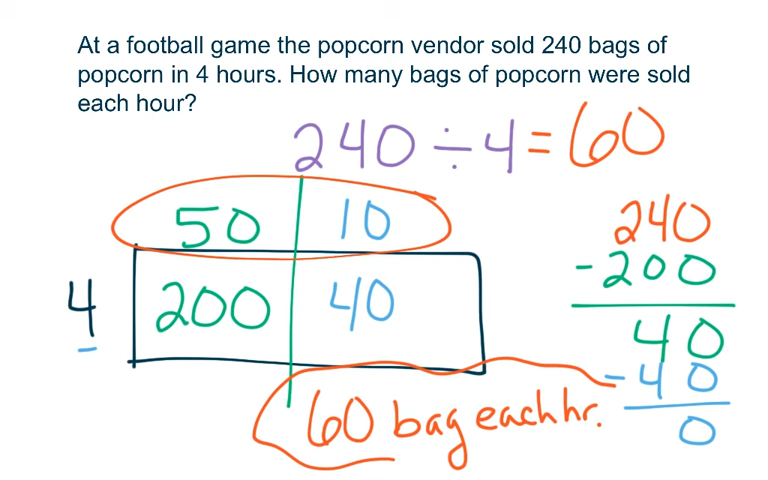 At a football game the popcorn vendor sold 240 bags of
popcorn in 4 hours. How many bags of popcorn were sold
each hour?
240 ÷ 4 = 60
50 10
4 200 40
240
-200
40
-40
0
60 bag each hr.